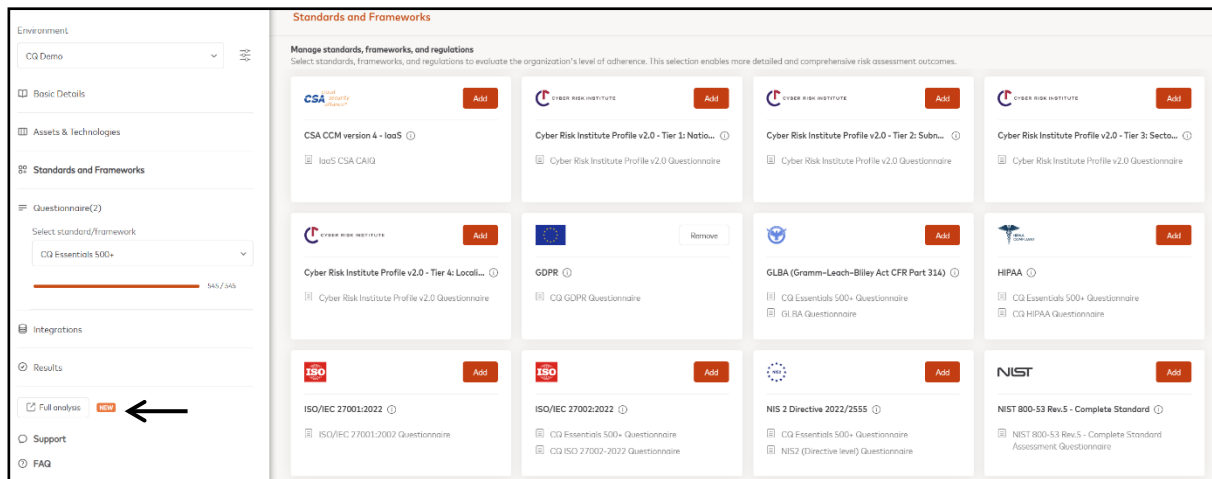 Environment
CQ Demo
Basic Details
Assets & Technologies
Standards and Frameworks
Questionnaire(2)
Select standard/framework
CQ Essentials 500+
545 / 545
Integrations
Results
Full analysis NEW
Support
FAQ
Standards and Frameworks
Manage standards, frameworks, and regulations
Select standards, frameworks, and regulations to evaluate the organization's level of adherence. This selection enables more detailed and comprehensive risk assessment outcomes.
CSA cloud security alliance® Add
CSA CCM version 4 - IaaS
IaaS CSA CAIQ
CYBER RISK INSTITUTE Add
Cyber Risk Institute Profile v2.0 - Tier 1: Natio...
Cyber Risk Institute Profile v2.0 Questionnaire
CYBER RISK INSTITUTE Add
Cyber Risk Institute Profile v2.0 - Tier 2: Subn...
Cyber Risk Institute Profile v2.0 Questionnaire
CYBER RISK INSTITUTE Add
Cyber Risk Institute Profile v2.0 - Tier 3: Secto...
Cyber Risk Institute Profile v2.0 Questionnaire
CYBER RISK INSTITUTE Add
Cyber Risk Institute Profile v2.0 - Tier 4: Locali...
Cyber Risk Institute Profile v2.0 Questionnaire
Remove
GDPR
CQ GDPR Questionnaire
Add
GLBA (Gramm-Leach-Bliley Act CFR Part 314)
CQ Essentials 500+ Questionnaire
GLBA Questionnaire
HIPAA COMPLIANT Add
HIPAA
CQ Essentials 500+ Questionnaire
CQ HIPAA Questionnaire
ISO Add
ISO/IEC 27001:2022
ISO/IEC 27001:2002 Questionnaire
ISO Add
ISO/IEC 27002:2022
CQ Essentials 500+ Questionnaire
CQ ISO 27002-2022 Questionnaire
NIS2 Add
NIS 2 Directive 2022/2555
CQ Essentials 500+ Questionnaire
NIS2 (Directive level) Questionnaire
NIST Add
NIST 800-53 Rev.5 - Complete Standard
NIST 800-53 Rev.5 - Complete Standard
Assessment Questionnaire